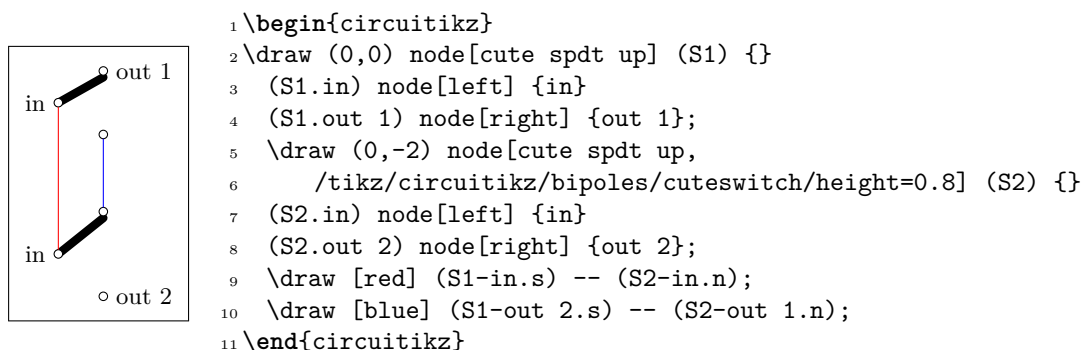 out 1
in
in
out 2
1 \begin{circuitikz}
2 \draw (0,0) node[cute spdt up] (S1) {}
3 (S1.in) node[left] {in}
4 (S1.out 1) node[right] {out 1};
5 \draw (0,-2) node[cute spdt up,
6 /tikz/circuitikz/bipoles/cuteswitch/height=0.8] (S2) {}
7 (S2.in) node[left] {in}
8 (S2.out 2) node[right] {out 2};
9 \draw [red] (S1-in.s) -- (S2-in.n);
10 \draw [blue] (S1-out 2.s) -- (S2-out 1.n);
11 \end{circuitikz}